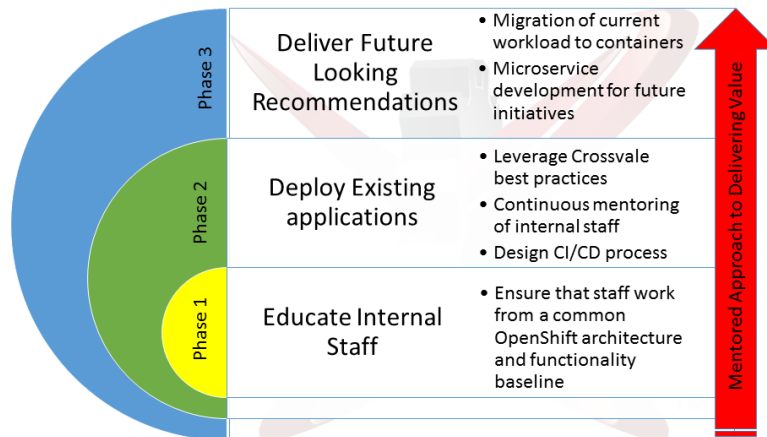 Phase 3
Deliver Future
Looking
Recommendations
• Migration of current
workload to containers
• Microservice
development for future
initiatives
Phase 2
Deploy Existing
applications
• Leverage Crossvale
best practices
• Continuous mentoring
of internal staff
• Design CI/CD process
Phase 1
Educate Internal
Staff
• Ensure that staff work
from a common
OpenShift architecture
and functionality
baseline
Mentored Approach to Delivering Value